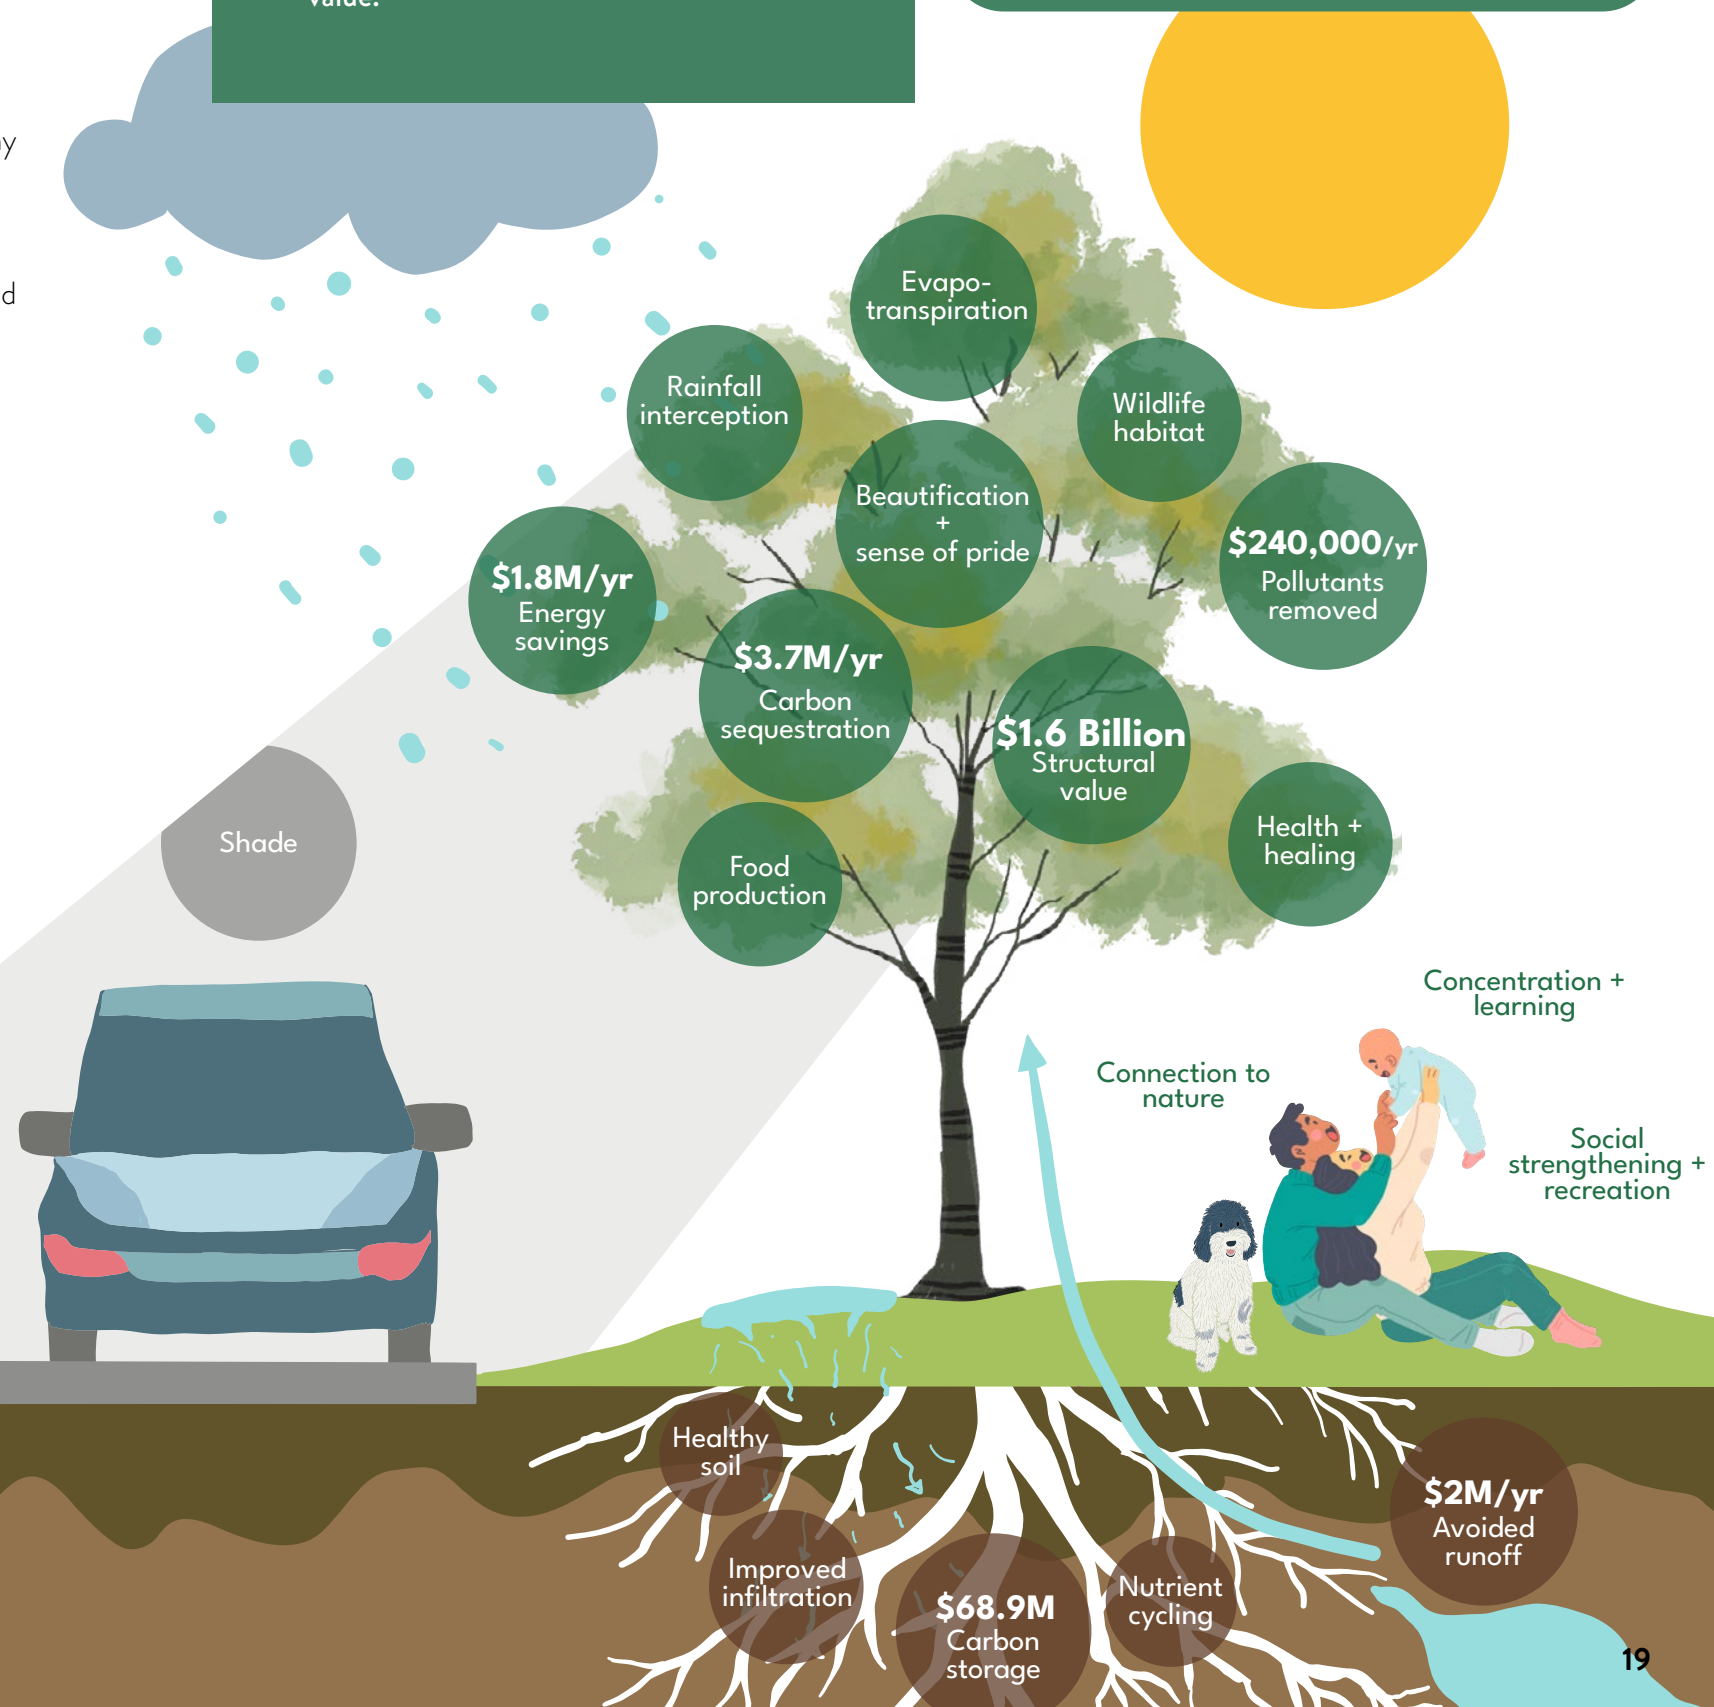 value.
y
d
Evapo-
transpiration
Rainfall
interception
Wildlife
habitat
Beautification
+
sense of pride
$240,000/yr
Pollutants
removed
$1.8M/yr
Energy
savings
$3.7M/yr
Carbon
sequestration
$1.6 Billion
Structural
value
Shade
Food
production
Health +
healing
Concentration +
learning
Connection to
nature
Social
strengthening +
recreation
Healthy
soil
$2M/yr
Avoided
runoff
Improved
infiltration
$68.9M
Carbon
storage
Nutrient
cycling
19